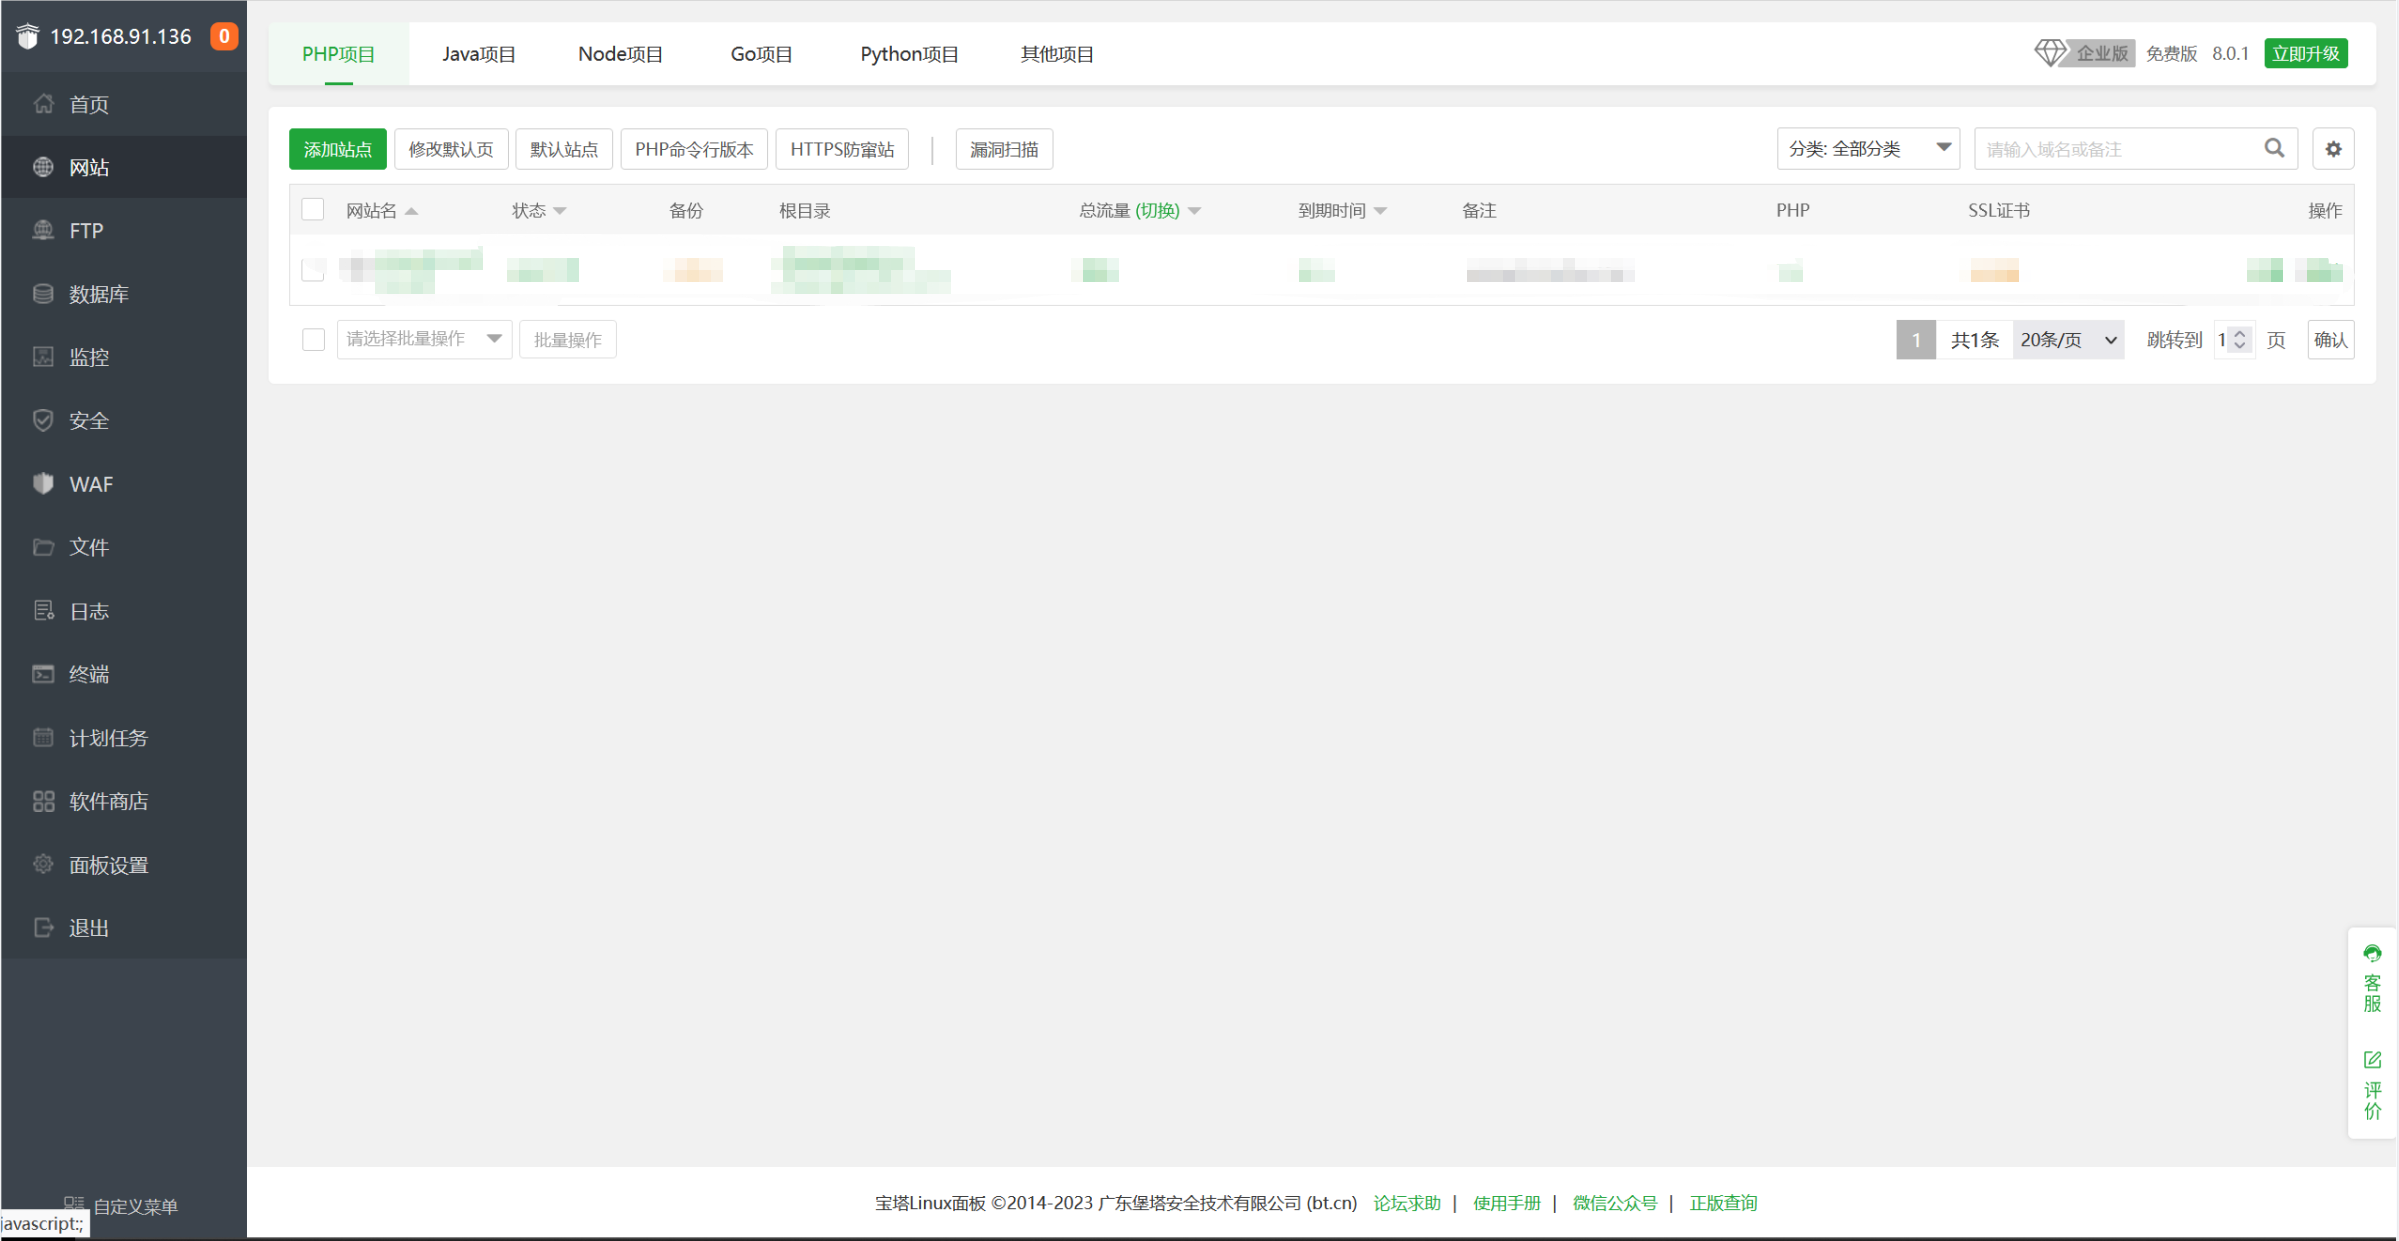 192.168.91.136 0
首页
网站
FTP
数据库
监控
安全
WAF
文件
日志
终端
计划任务
软件商店
面板设置
退出
自定义菜单
javascript:;
PHP项目 Java项目 Node项目 Go项目 Python项目 其他项目
企业版 免费版 8.0.1 立即升级
添加站点 修改默认页 默认站点 PHP命令行版本 HTTPS防窜站 漏洞扫描
分类: 全部分类 请输入域名或备注
网站名 状态 备份 根目录 总流量 (切换) 到期时间 备注 PHP SSL证书 操作
请选择批量操作 批量操作
1 共1条 20条/页 跳转到 1 页 确认
客服
评价
宝塔Linux面板 ©2014-2023 广东堡塔安全技术有限公司 (bt.cn) 论坛求助 | 使用手册 | 微信公众号 | 正版查询